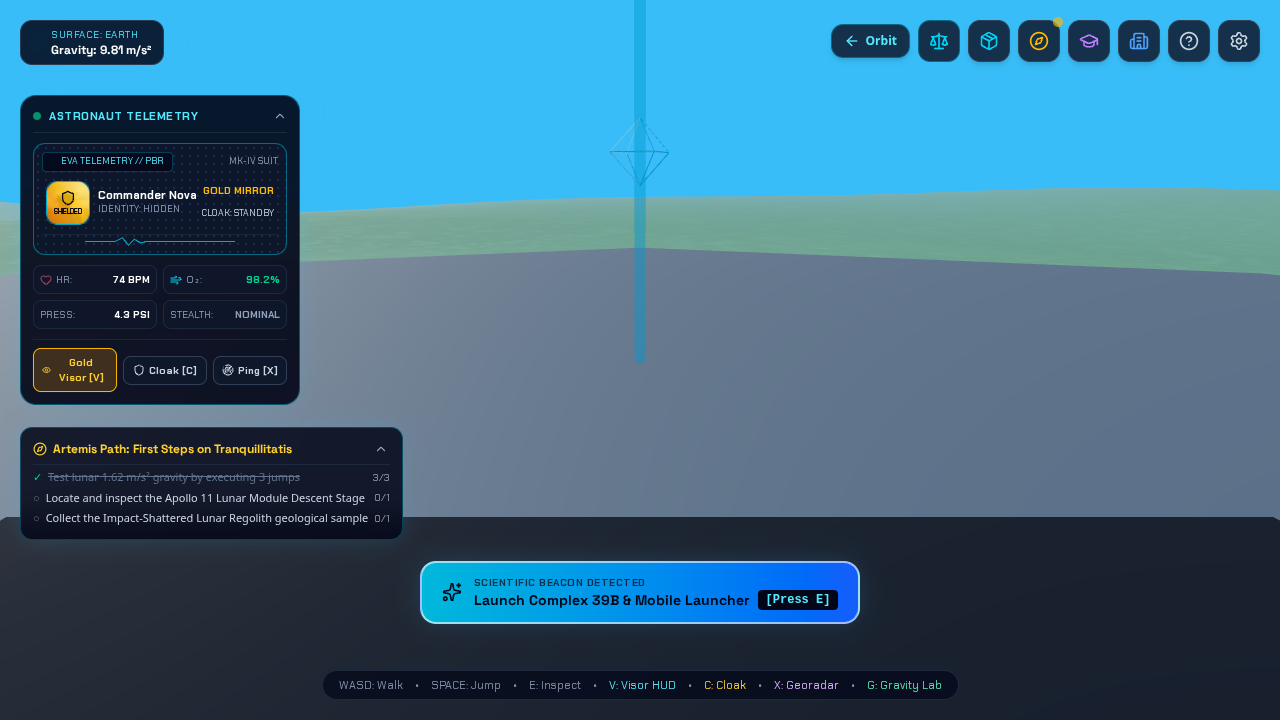 SURFACE: EARTH
Gravity: 9.81 m/s²
Orbit
ASTRONAUT TELEMETRY
EVA TELEMETRY // PBR
MK-IV SUIT
SHIELDED
Commander Nova
IDENTITY: HIDDEN
GOLD MIRROR
CLOAK: STANDBY
HR: 74 BPM
O₂: 98.2%
PRESS: 4.3 PSI
STEALTH: NOMINAL
Gold
Visor [V]
Cloak [C]
Ping [X]
Artemis Path: First Steps on Tranquillitatis
✓ Test lunar 1.62 m/s² gravity by executing 3 jumps 3/3
○ Locate and inspect the Apollo 11 Lunar Module Descent Stage 0/1
○ Collect the Impact-Shattered Lunar Regolith geological sample 0/1
SCIENTIFIC BEACON DETECTED
Launch Complex 39B & Mobile Launcher [Press E]
WASD: Walk • SPACE: Jump • E: Inspect • V: Visor HUD • C: Cloak • X: Georadar • G: Gravity Lab